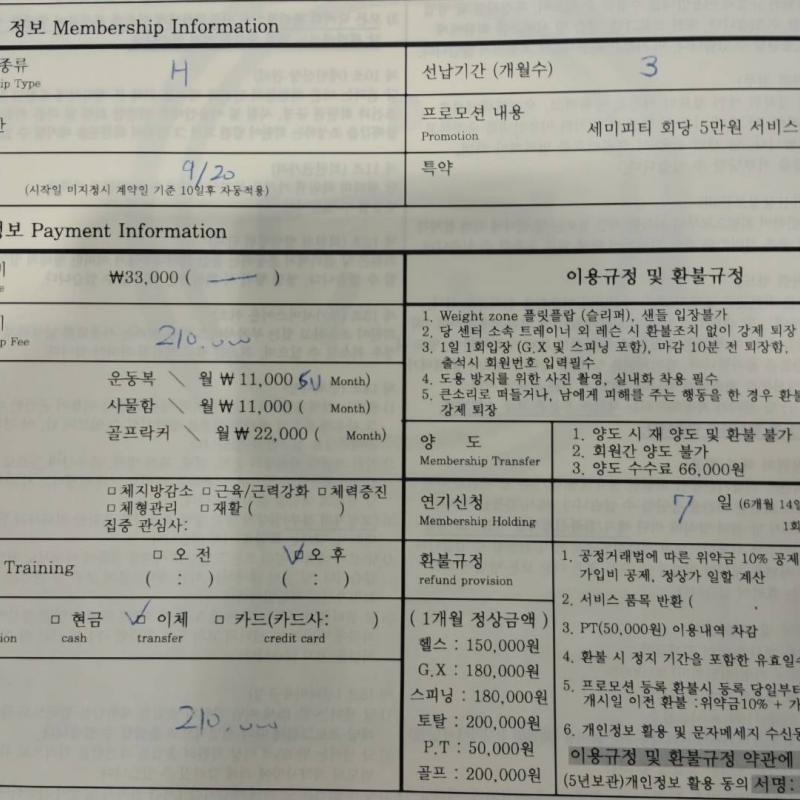 정보 Membership Information
종류 H 선납기간 (개월수) 3
ip Type
간 프로모션 내용 세미피티 회당 5만원 서비스
Promotion
9/20 특약
(시작일 미지정시 계약일 기준 10일후 자동적용)
정보 Payment Information
비 ₩33,000 ( — ) 이용규정 및 환불규정
비 210.000
ip Fee
1. Weight zone 플릿플랍 (슬리퍼), 샌들 입장불가
2. 당 센터 소속 트레이너 외 레슨 시 환불조치 없이 강제 퇴장
3. 1일 1회입장 (G.X 및 스피닝 포함), 마감 10분 전 퇴장함,
출석시 회원번호 입력필수
4. 도용 방지를 위한 사진 촬영, 실내화 착용 필수
5. 큰소리로 떠들거나, 남에게 피해를 주는 행동을 한 경우 환불
강제 퇴장
운동복 \ 월 ₩ 11,000 Month)
사물함 \ 월 ₩ 11,000 ( Month)
골프락커 \ 월 ₩ 22,000 ( Month)
양 도
Membership Transfer
1. 양도 시 재 양도 및 환불 불가
2. 회원간 양도 불가
3. 양도 수수료 66,000원
□ 체지방감소 □ 근육/근력강화 □ 체력증진
□ 체형관리 □ 재활 ( )
집중 관심사:
연기신청 7 일 (6개월 14일
Membership Holding 1회
Training □ 오 전 ☑ 오 후
( : ) ( : )
환불규정
refund provision
1. 공정거래법에 따른 위약금 10% 공제
가입비 공제, 정상가 일할 계산
2. 서비스 품목 반환 (
3. PT(50,000원) 이용내역 차감
4. 환불 시 정지 기간을 포함한 유효일수
5. 프로모션 등록 환불시 등록 당일부터
개시일 이전 환불 :위약금10% + 가
6. 개인정보 활용 및 문자메세지 수신동
이용규정 및 환불규정 약관에
(5년보관)개인정보 활용 동의 서명:
□ 현금 ☑ 이체 □ 카드(카드사: )
ion cash transfer credit card
210.000
( 1개월 정상금액 )
헬스 : 150,000원
G.X : 180,000원
스피닝 : 180,000원
토탈 : 200,000원
P.T : 50,000원
골프 : 200,000원